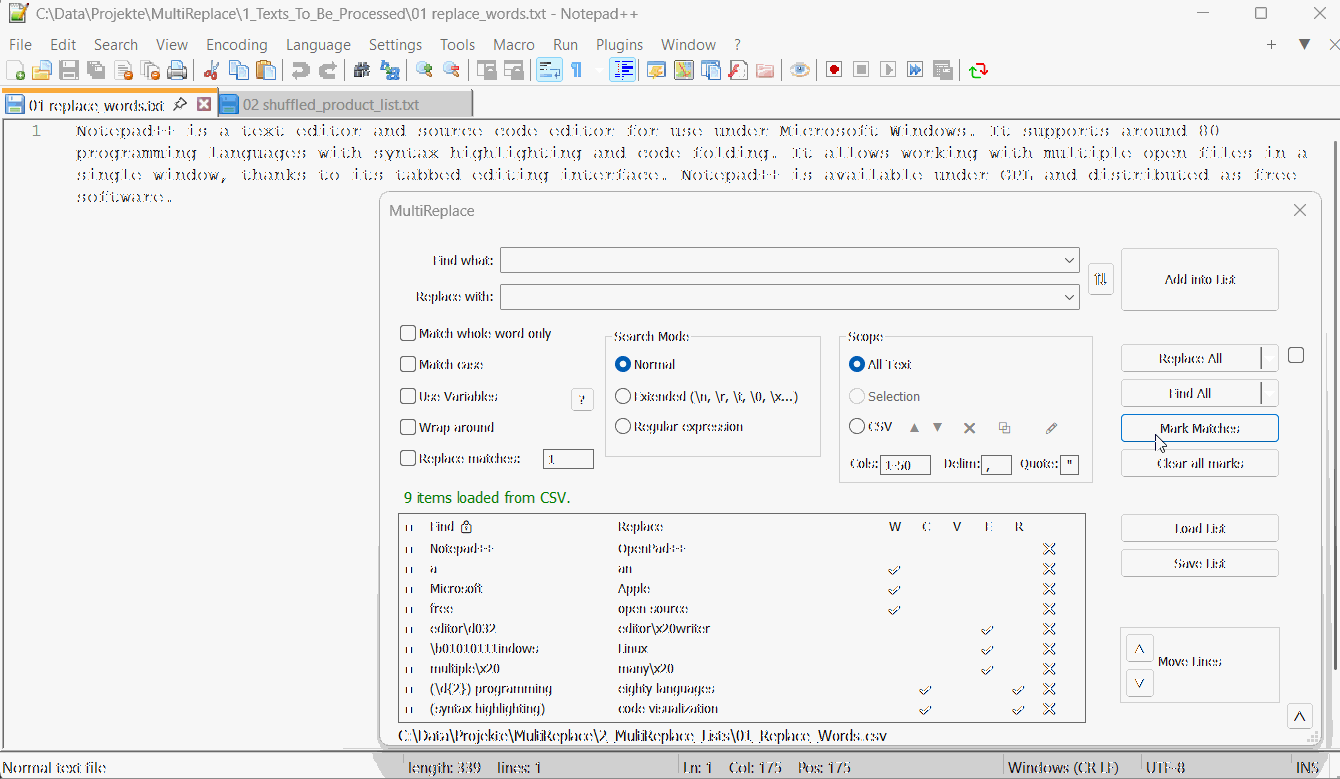 C:\Data\Projekte\MultiReplace\1_Texts_To_Be_Processed\01 replace_words.txt - Notepad++
File Edit Search View Encoding Language Settings Tools Macro Run Plugins Window ?
01 replace_words.txt 02 shuffled_product_list.txt
1 Notepad++ is a text editor and source code editor for use under Microsoft Windows. It supports around 80
programming languages with syntax highlighting and code folding. It allows working with multiple open files in a
single window, thanks to its tabbed editing interface. Notepad++ is available under GPL and distributed as free
software.
MultiReplace
Find what:
Add into List
Replace with:
Match whole word only
Search Mode
Scope
Match case
Normal
All Text
Replace All
Use Variables ?
Extended (\n, \r, \t, \0, \x...)
Selection
Find All
Wrap around
Regular expression
CSV
Mark Matches
Replace matches: 1
Cols: 1-50 Delim: , Quote: "
Clear all marks
9 items loaded from CSV.
Find Replace W C V E R
Load List
Notepad++ OpenPad++
a an
Save List
Microsoft Apple
free open source
editor\d032 editor\x20writer
\b01010111indows Linux
multiple\x20 many\x20
Move Lines
(\d{2}) programming eighty languages
(syntax highlighting) code visualization
C:\Data\Projekte\MultiReplace\2_MultiReplace_Lists\01_Replace_Words.csv
Normal text file length: 339 lines: 1 Ln: 1 Col: 175 Pos: 175 Windows (CR LF) UTF-8 INS